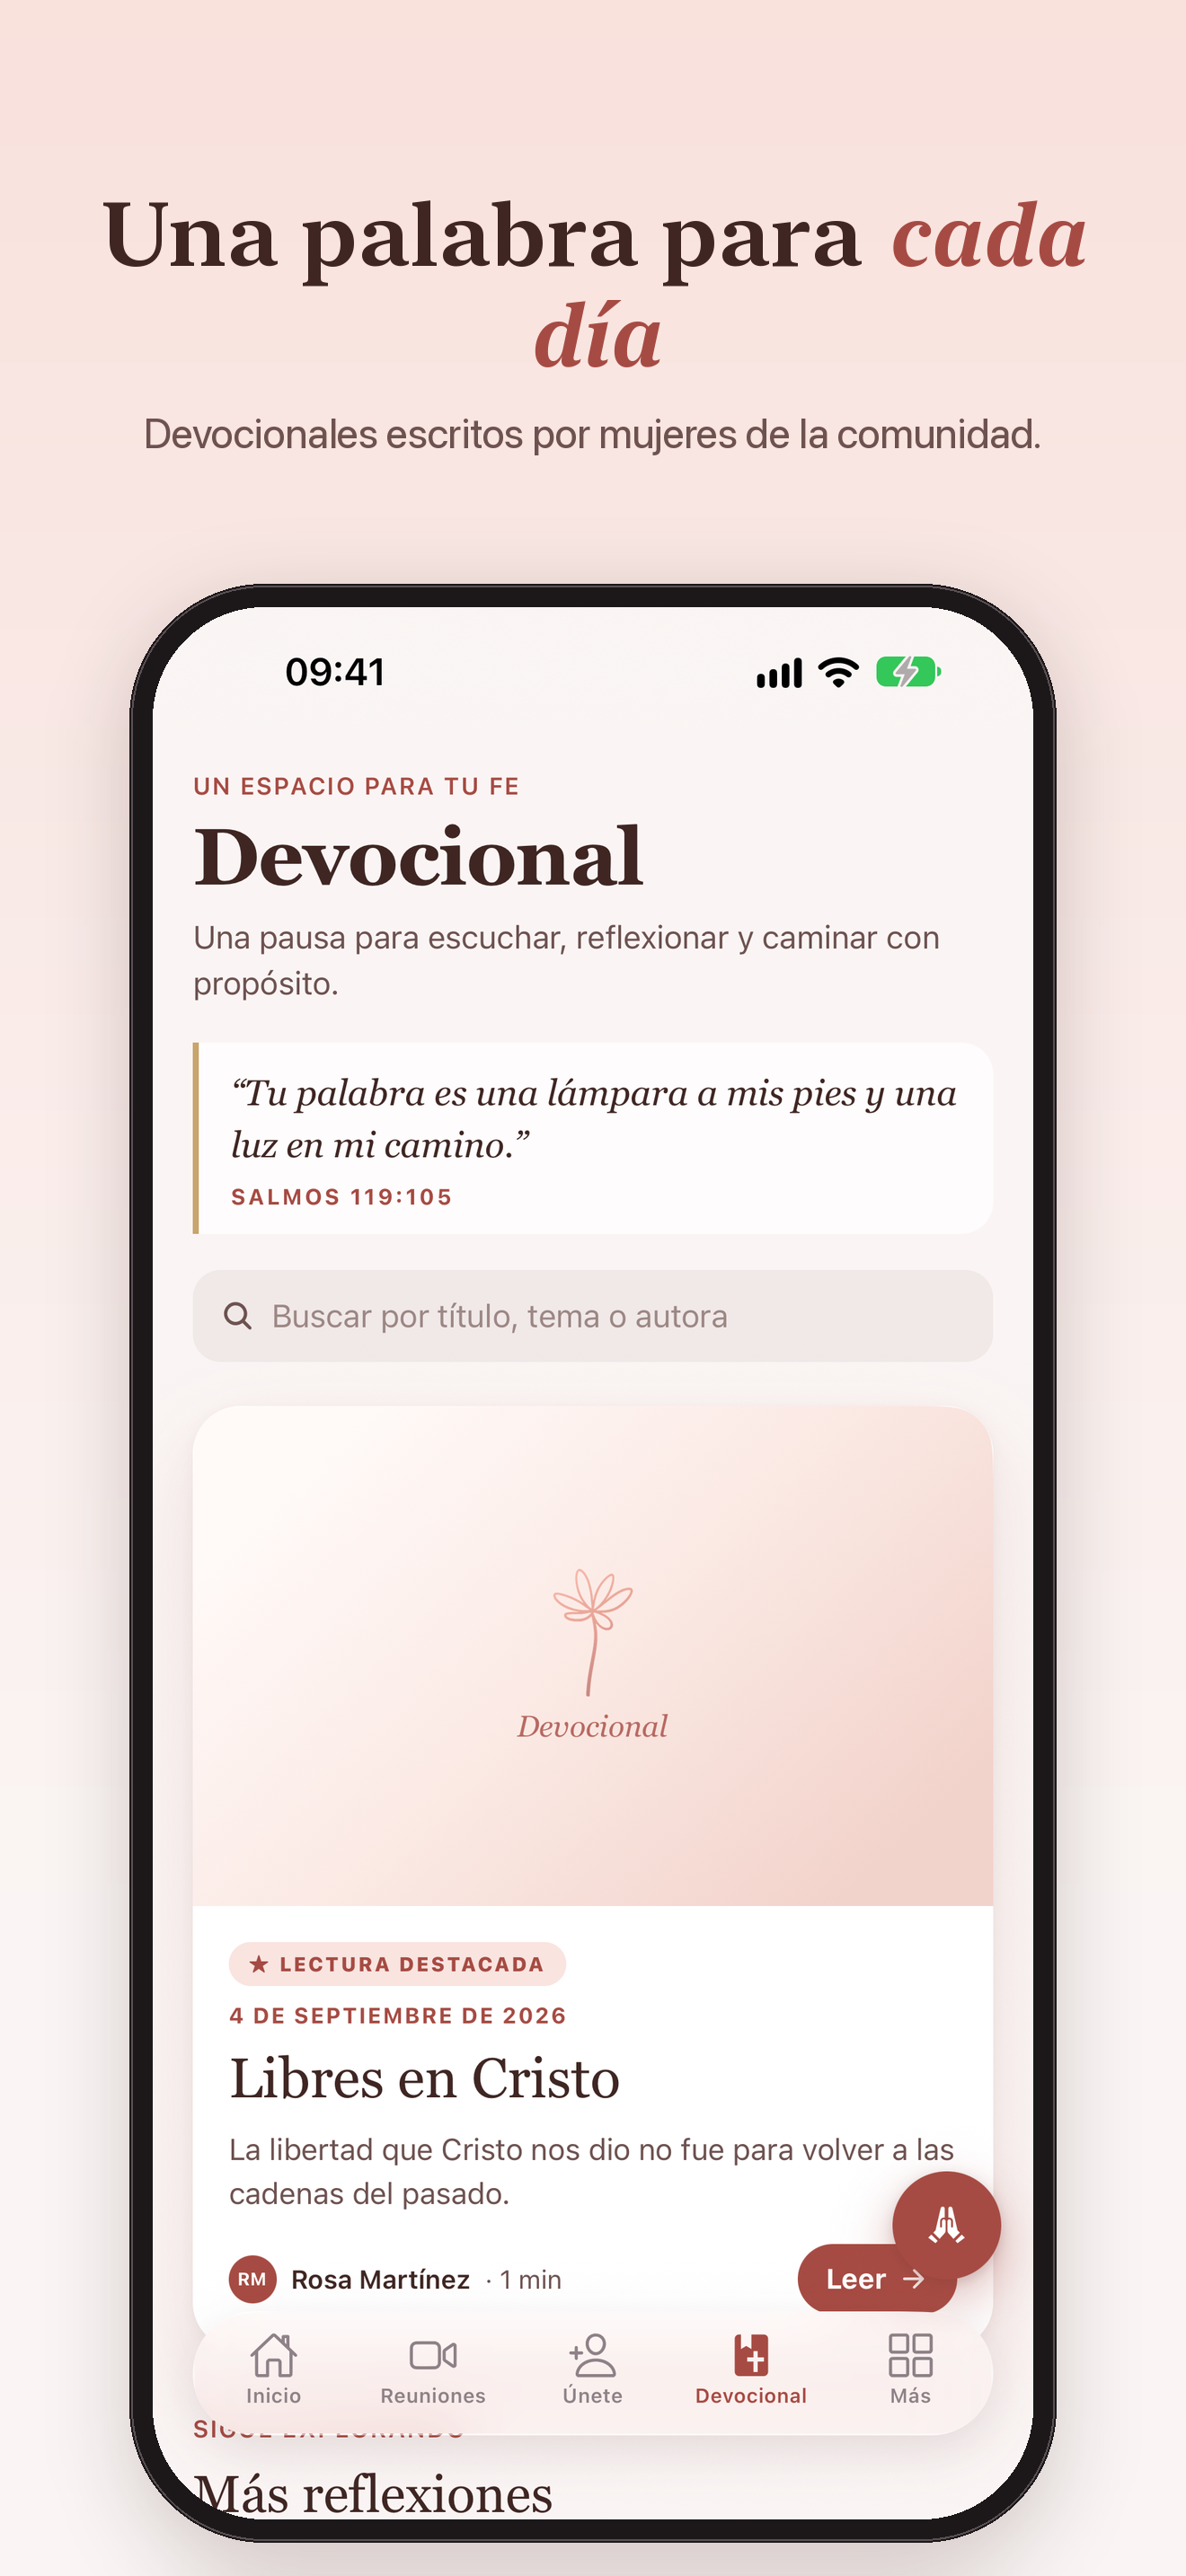 Una palabra para cada
día
Devocionales escritos por mujeres de la comunidad.
09:41
UN ESPACIO PARA TU FE
Devocional
Una pausa para escuchar, reflexionar y caminar con
propósito.
“Tu palabra es una lámpara a mis pies y una
luz en mi camino.”
SALMOS 119:105
Buscar por título, tema o autora
Devocional
★ LECTURA DESTACADA
4 DE SEPTIEMBRE DE 2026
Libres en Cristo
La libertad que Cristo nos dio no fue para volver a las
cadenas del pasado.
RM Rosa Martínez · 1 min Leer →
Inicio Reuniones Únete Devocional Más
SIGUE EXPLORANDO
Más reflexiones